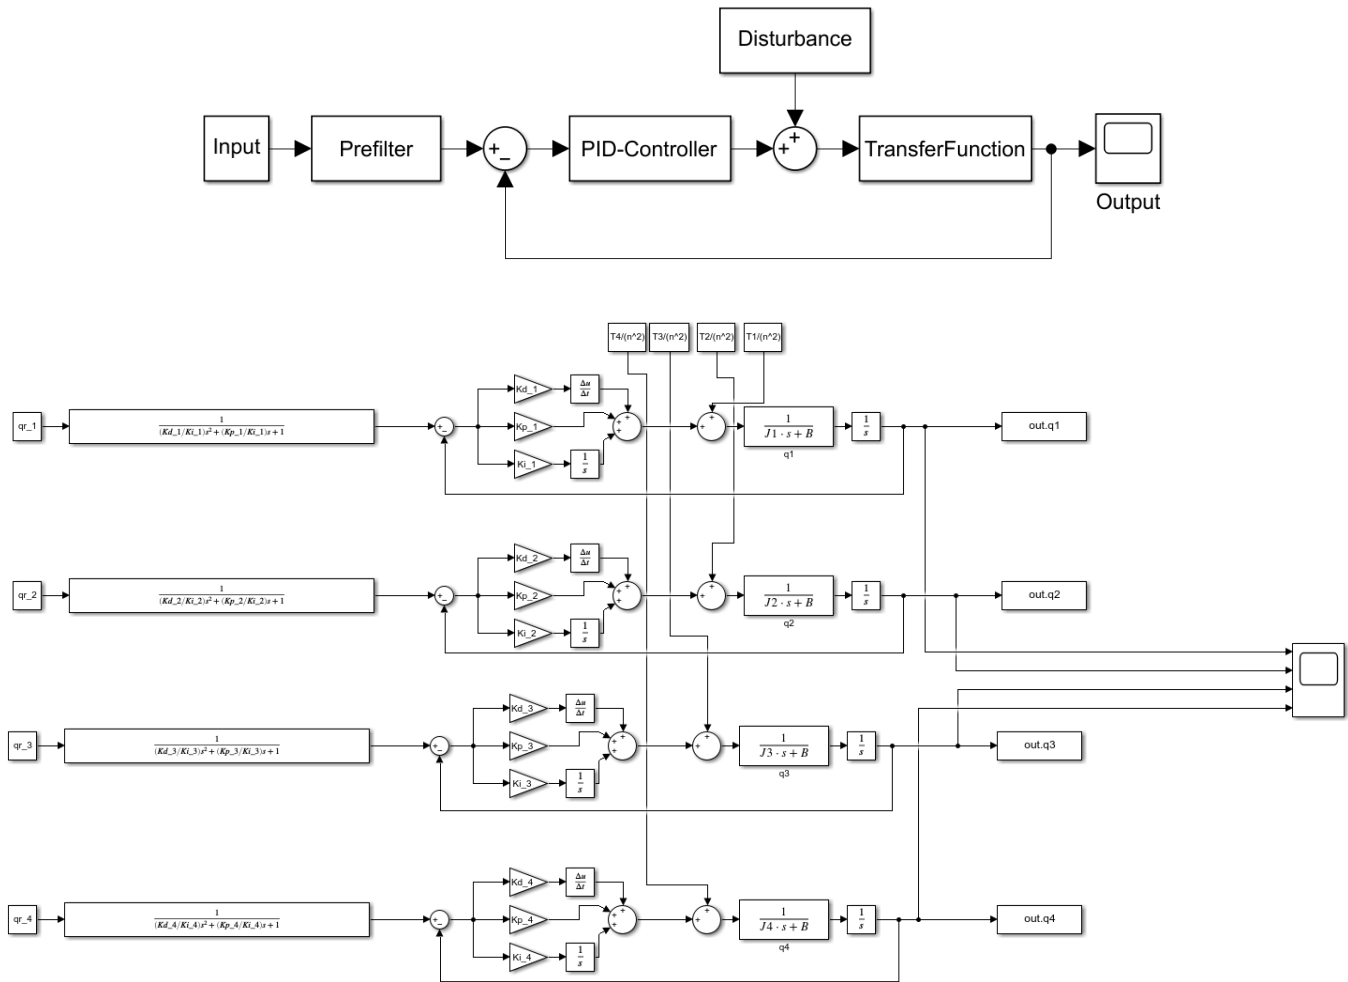 Disturbance
Input
Prefilter
+
−
PID-Controller
+
+
TransferFunction
Output
T4/(n^2)
T3/(n^2)
T2/(n^2)
T1/(n^2)
qr_1
1
(Kd_1/Ki_1)s²+(Kp_1/Ki_1)s+1
+
−
Kd_1
Δu
Δt
Kp_1
Ki_1
1
s
+
+
+
+
+
1
J1·s+B
q1
1
s
out.q1
qr_2
1
(Kd_2/Ki_2)s²+(Kp_2/Ki_2)s+1
+
−
Kd_2
Δu
Δt
Kp_2
Ki_2
1
s
+
+
+
+
+
1
J2·s+B
q2
1
s
out.q2
qr_3
1
(Kd_3/Ki_3)s²+(Kp_3/Ki_3)s+1
+
−
Kd_3
Δu
Δt
Kp_3
Ki_3
1
s
+
+
+
+
+
1
J3·s+B
q3
1
s
out.q3
qr_4
1
(Kd_4/Ki_4)s²+(Kp_4/Ki_4)s+1
+
−
Kd_4
Δu
Δt
Kp_4
Ki_4
1
s
+
+
+
+
+
1
J4·s+B
q4
1
s
out.q4